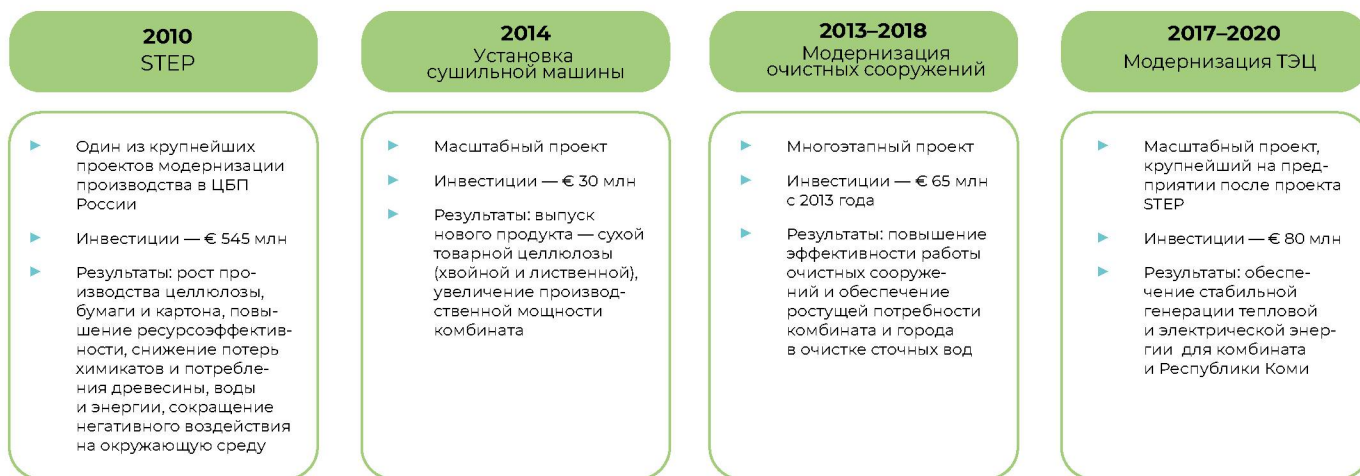 2010
STEP
Один из крупнейших
проектов модернизации
производства в ЦБП
России
Инвестиции — € 545 млн
Результаты: рост про-
изводства целлюлозы,
бумаги и картона, повы-
шение ресурсоэффектив-
ности, снижение потерь
химикатов и потребле-
ния древесины, воды
и энергии, сокращение
негативного воздействия
на окружающую среду
2014
Установка
сушильной машины
Масштабный проект
Инвестиции — € 30 млн
Результаты: выпуск
нового продукта — сухой
товарной целлюлозы
(хвойной и лиственной),
увеличение производ-
ственной мощности
комбината
2013–2018
Модернизация
очистных сооружений
Многоэтапный проект
Инвестиции — € 65 млн
с 2013 года
Результаты: повышение
эффективности работы
очистных сооруже-
ний и обеспечение
ростущей потребности
комбината и города
в очистке сточных вод
2017–2020
Модернизация ТЭЦ
Масштабный проект,
крупнейший на пред-
приятии после проекта
STEP
Инвестиции — € 80 млн
Результаты: обеспе-
чение стабильной
генерации тепловой
и электрической энер-
гии для комбината
и Республики Коми